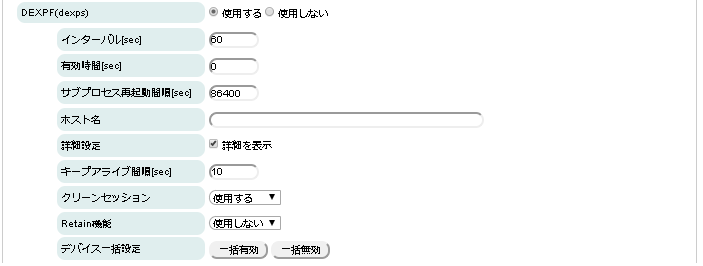 DEXPF(dexps) 使用する 使用しない
インターバル[sec] 60
有効時間[sec] 0
サブプロセス再起動間隔[sec] 86400
ホスト名
詳細設定 詳細を表示
キープアライブ間隔[sec] 10
クリーンセッション 使用する
Retain機能 使用しない
デバイス一括設定 一括有効 一括無効